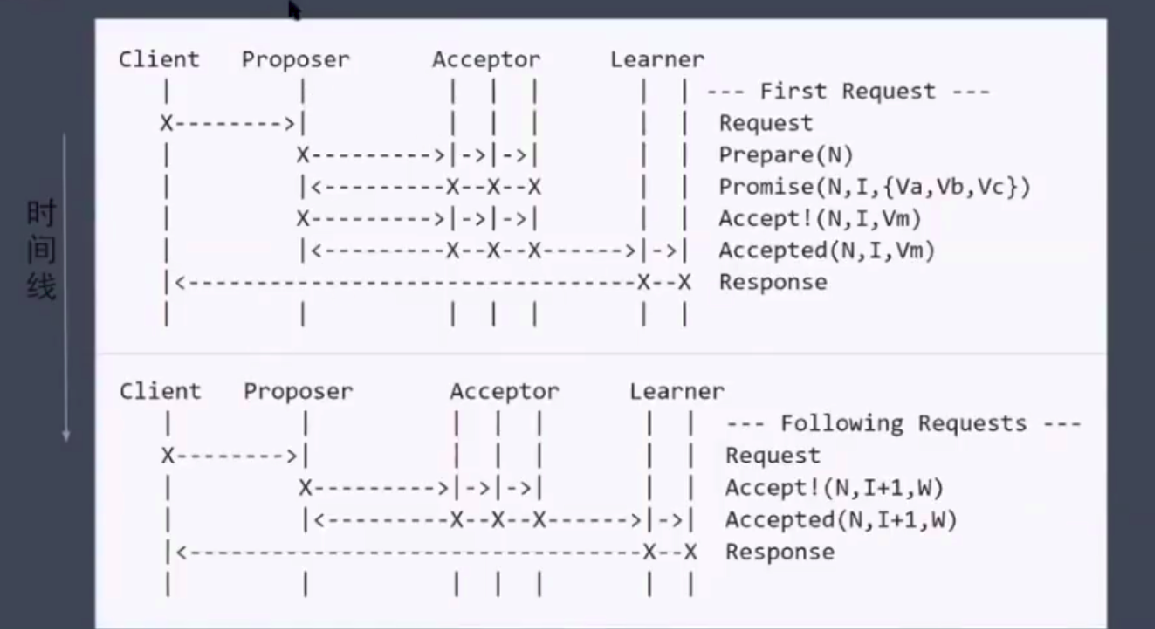 时间线
Client    Proposer      Acceptor     Learner
   |         |          |  |  |       |  | --- First Request ---
   X-------->|          |  |  |       |  |  Request
   |         X--------->|->|->|       |  |  Prepare(N)
   |         |<---------X--X--X       |  |  Promise(N,I,{Va,Vb,Vc})
   |         X--------->|->|->|       |  |  Accept!(N,I,Vm)
   |         |<---------X--X--X------>|->|  Accepted(N,I,Vm)
   |<---------------------------------X--X  Response
   |         |          |  |  |       |  |
Client    Proposer       Acceptor     Learner
   |         |          |  |  |       |  |  --- Following Requests ---
   X-------->|          |  |  |       |  |  Request
   |         X--------->|->|->|       |  |  Accept!(N,I+1,W)
   |         |<---------X--X--X------>|->|  Accepted(N,I+1,W)
   |<---------------------------------X--X  Response
   |         |          |  |  |       |  |